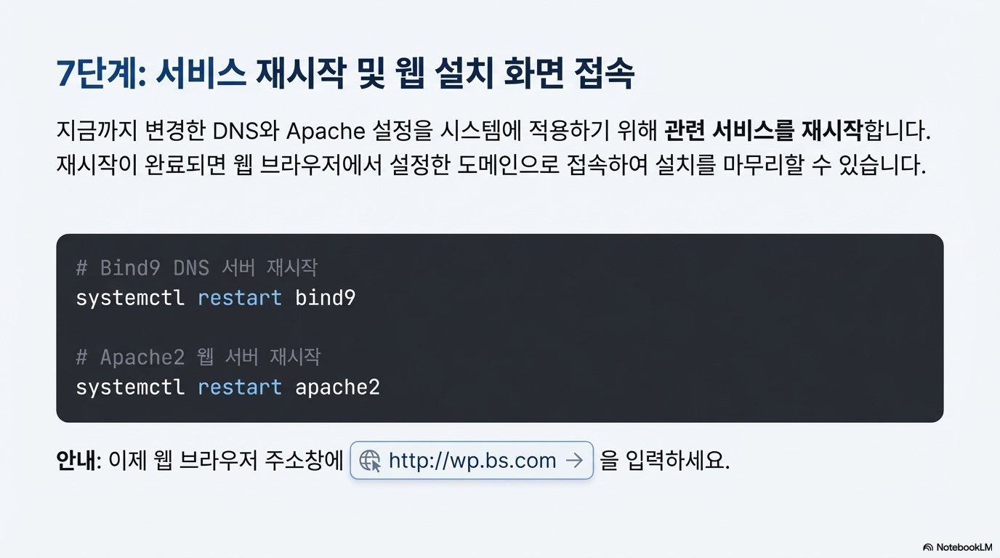 7단계: 서비스 재시작 및 웹 설치 화면 접속
지금까지 변경한 DNS와 Apache 설정을 시스템에 적용하기 위해 관련 서비스를 재시작합니다.
재시작이 완료되면 웹 브라우저에서 설정한 도메인으로 접속하여 설치를 마무리할 수 있습니다.
# Bind9 DNS 서버 재시작
systemctl restart bind9
# Apache2 웹 서버 재시작
systemctl restart apache2
안내: 이제 웹 브라우저 주소창에 http://wp.bs.com → 을 입력하세요.
NotebookLM